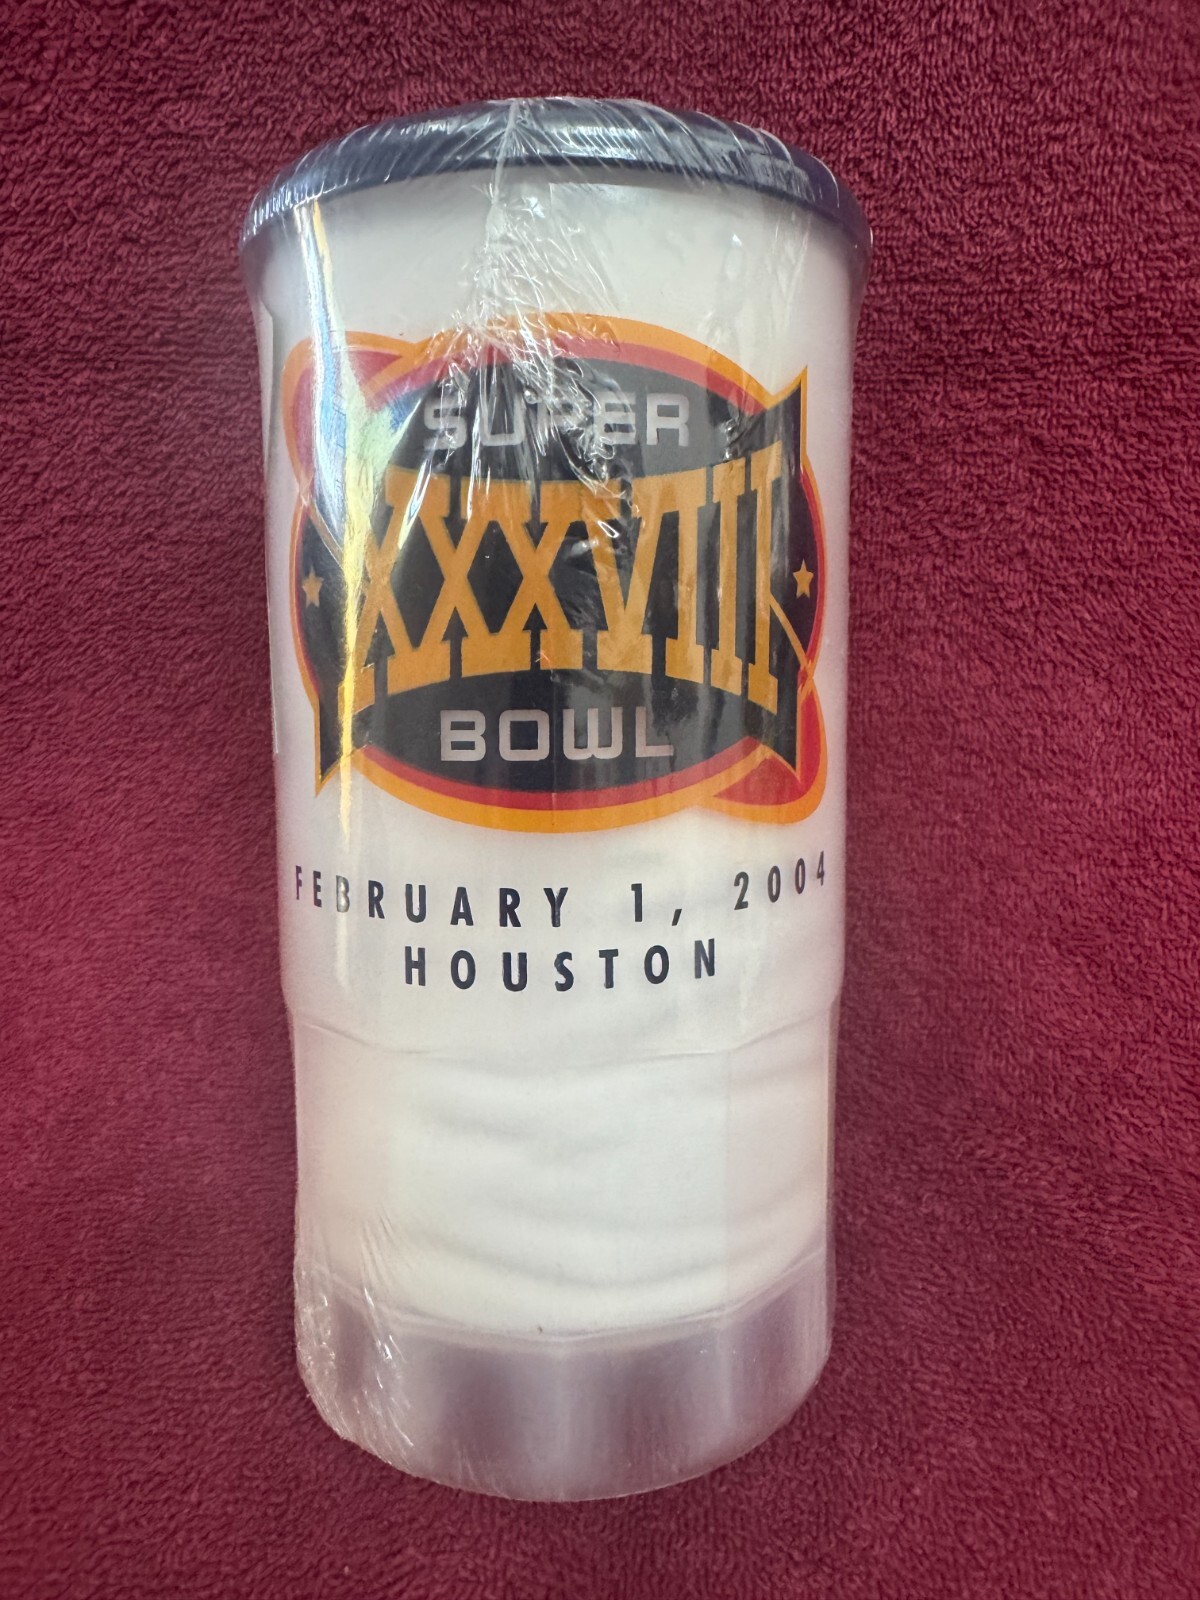 SUPER
XXXVIII
BOWL
FEBRUARY 1, 2004
HOUSTON